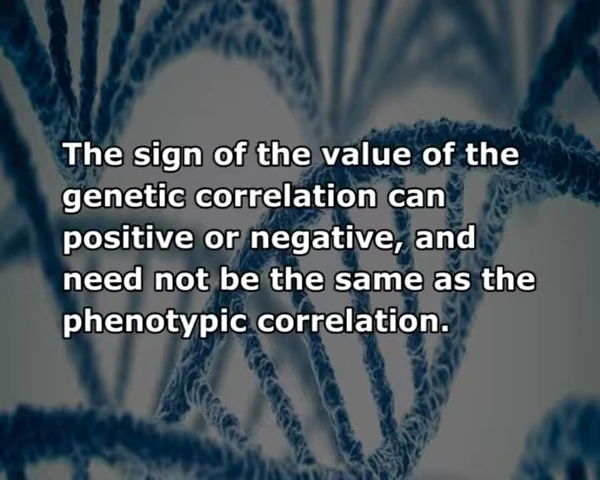 The sign of the value of the
genetic correlation can
positive or negative, and
need not be the same as the
phenotypic correlation.